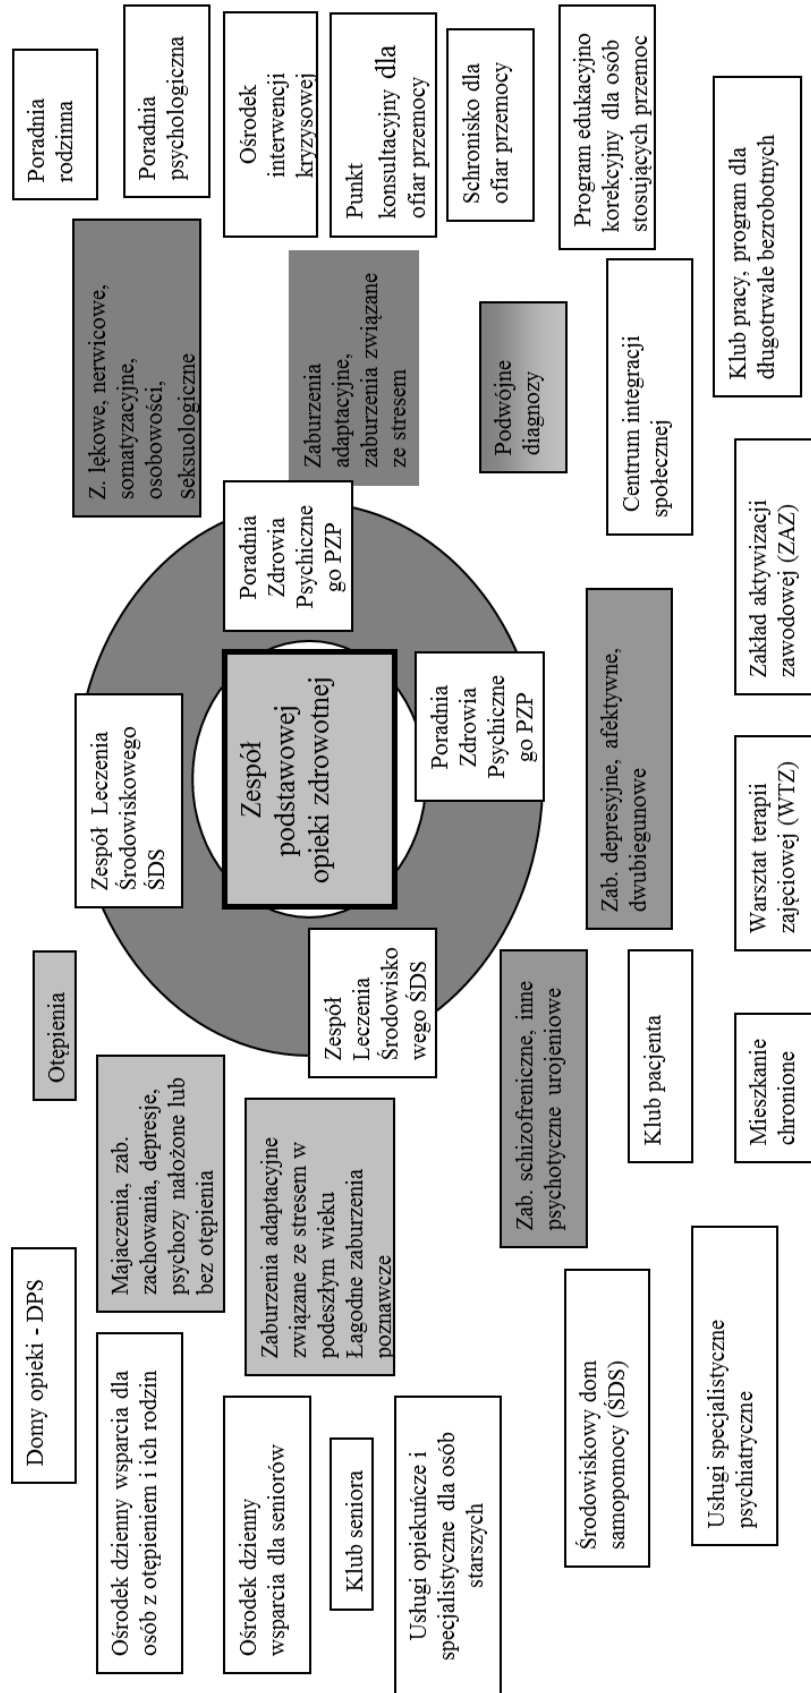 Domy opieki - DPS
Otępienia
Poradnia
rodzinna
Ośrodek dzienny wsparcia dla
osób z otępieniem i ich rodzin
Majaczenia, zab.
zachowania, depresje,
psychozy nałożone lub
bez otępienia
Zespół Leczenia
Środowiskowego
ŚDS
Z. lękowe, nerwicowe,
somatyzacyjne,
osobowości,
seksuologiczne
Poradnia
psychologiczna
Ośrodek dzienny
wsparcia dla seniorów
Zaburzenia adaptacyjne
związane ze stresem w
podeszłym wieku
Łagodne zaburzenia
poznawcze
Zespół
podstawowej
opieki zdrowotnej
Poradnia
Zdrowia
Psychiczne
go PZP
Zaburzenia
adaptacyjne,
zaburzenia związane
ze stresem
Ośrodek
interwencji
kryzysowej
Klub seniora
Zespół
Leczenia
Środowisko
wego ŚDS
Punkt
konsultacyjny dla
ofiar przemocy
Usługi opiekuńcze i
specjalistyczne dla osób
starszych
Poradnia
Zdrowia
Psychiczne
go PZP
Podwójne
diagnozy
Schronisko dla
ofiar przemocy
Zab. schizofreniczne, inne
psychotyczne urojeniowe
Środowiskowy dom
samopomocy (ŚDS)
Zab. depresyjne, afektywne,
dwubiegunowe
Program edukacyjno
korekcyjny dla osób
stosujących przemoc
Klub pacjenta
Centrum integracji
społecznej
Usługi specjalistyczne
psychiatryczne
Mieszkanie
chronione
Warsztat terapii
zajęciowej (WTZ)
Zakład aktywizacji
zawodowej (ZAZ)
Klub pracy, program dla
długotrwale bezrobotnych